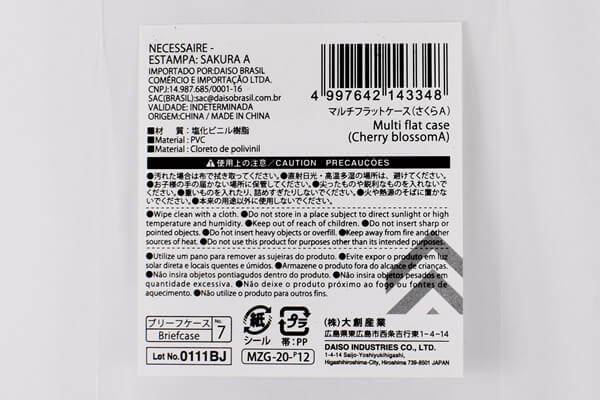 NECESSAIRE -
ESTAMPA: SAKURA A
IMPORTADO POR:DAISO BRASIL
COMÉRCIO E IMPORTAÇÃO LTDA.
CNPJ:14.987.685/0001-16
SAC(BRASIL):sac@daisobrasil.com.br
VALIDADE: INDETERMINADA
ORIGEM:CHINA / MADE IN CHINA
4 997642 143348
マルチフラットケース(さくらA)
Multi flat case
(Cherry blossomA)
■材 質:塩化ビニル樹脂
■Material : PVC
■Material : Cloreto de polivinil
使用上の注意/CAUTION PRECAUÇÕES
●汚れた場合は布で拭き取ってください。●直射日光・高温多湿の場所は、避けてください。
●お子様の手の届かない場所に保管してください。●尖ったものや鋭利なものを入れないで
ください。●重いものを入れたり、詰めすぎたりしないでください。●火や熱源のそばに置かな
いでください。●本来の用途以外に使用しないでください。
●Wipe clean with a cloth. ●Do not store in a place subject to direct sunlight or high
temperature and humidity. ●Keep out of reach of children. ●Do not insert sharp or
pointed objects. ●Do not insert heavy objects or overfill. ●Keep away from fire and other
sources of heat. ●Do not use this product for purposes other than its intended purposes.
●Utilize um pano para remover as sujeiras do produto. ●Evite expor o produto em luz
solar direta e locais quentes e úmidos. ●Armazene o produto fora do alcance de crianças.
●Não insira objetos pontiagudos dentro do produto. ●Não insira objetos pesados em
quantidade excessiva. ●Não deixe o produto próximo ao fogo ou fontes de
aquecimento. ●Não utilize o produto para outros fins.
ブリーフケース
Briefcase
No.
7
Lot No.0111BJ
紙
シール
プラ
帯:PP
MZG-20-P12
(株)大創産業
広島県東広島市西条吉行東1-4-14
DAISO INDUSTRIES CO., LTD.
1-4-14 Saijo-Yoshiyukihigashi,
Higashihiroshima-City, Hiroshima 739-8501 JAPAN